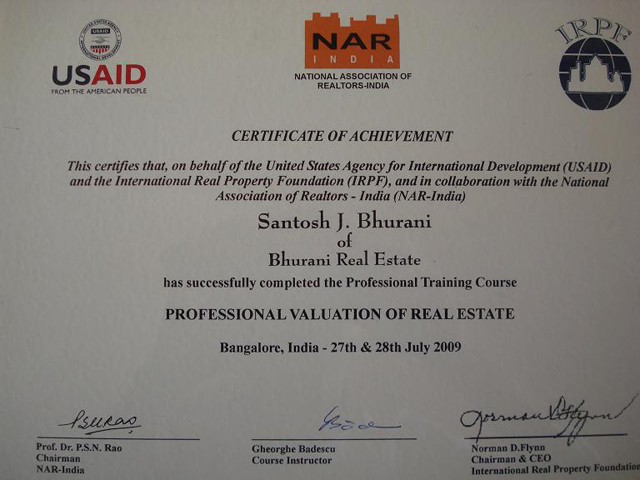 USAID
USAID
FROM THE AMERICAN PEOPLE
NAR
INDIA
NATIONAL ASSOCIATION OF
REALTORS-INDIA
IRPF
CERTIFICATE OF ACHIEVEMENT
This certifies that, on behalf of the United States Agency for International Development (USAID)
and the International Real Property Foundation (IRPF), and in collaboration with the National
Association of Realtors - India (NAR-India)
Santosh J. Bhurani
of
Bhurani Real Estate
has successfully completed the Professional Training Course
PROFESSIONAL VALUATION OF REAL ESTATE
Bangalore, India - 27th & 28th July 2009
Prof. Dr. P.S.N. Rao
Chairman
NAR-India
Gheorghe Badescu
Course Instructor
Norman D.Flynn
Chairman & CEO
International Real Property Foundation